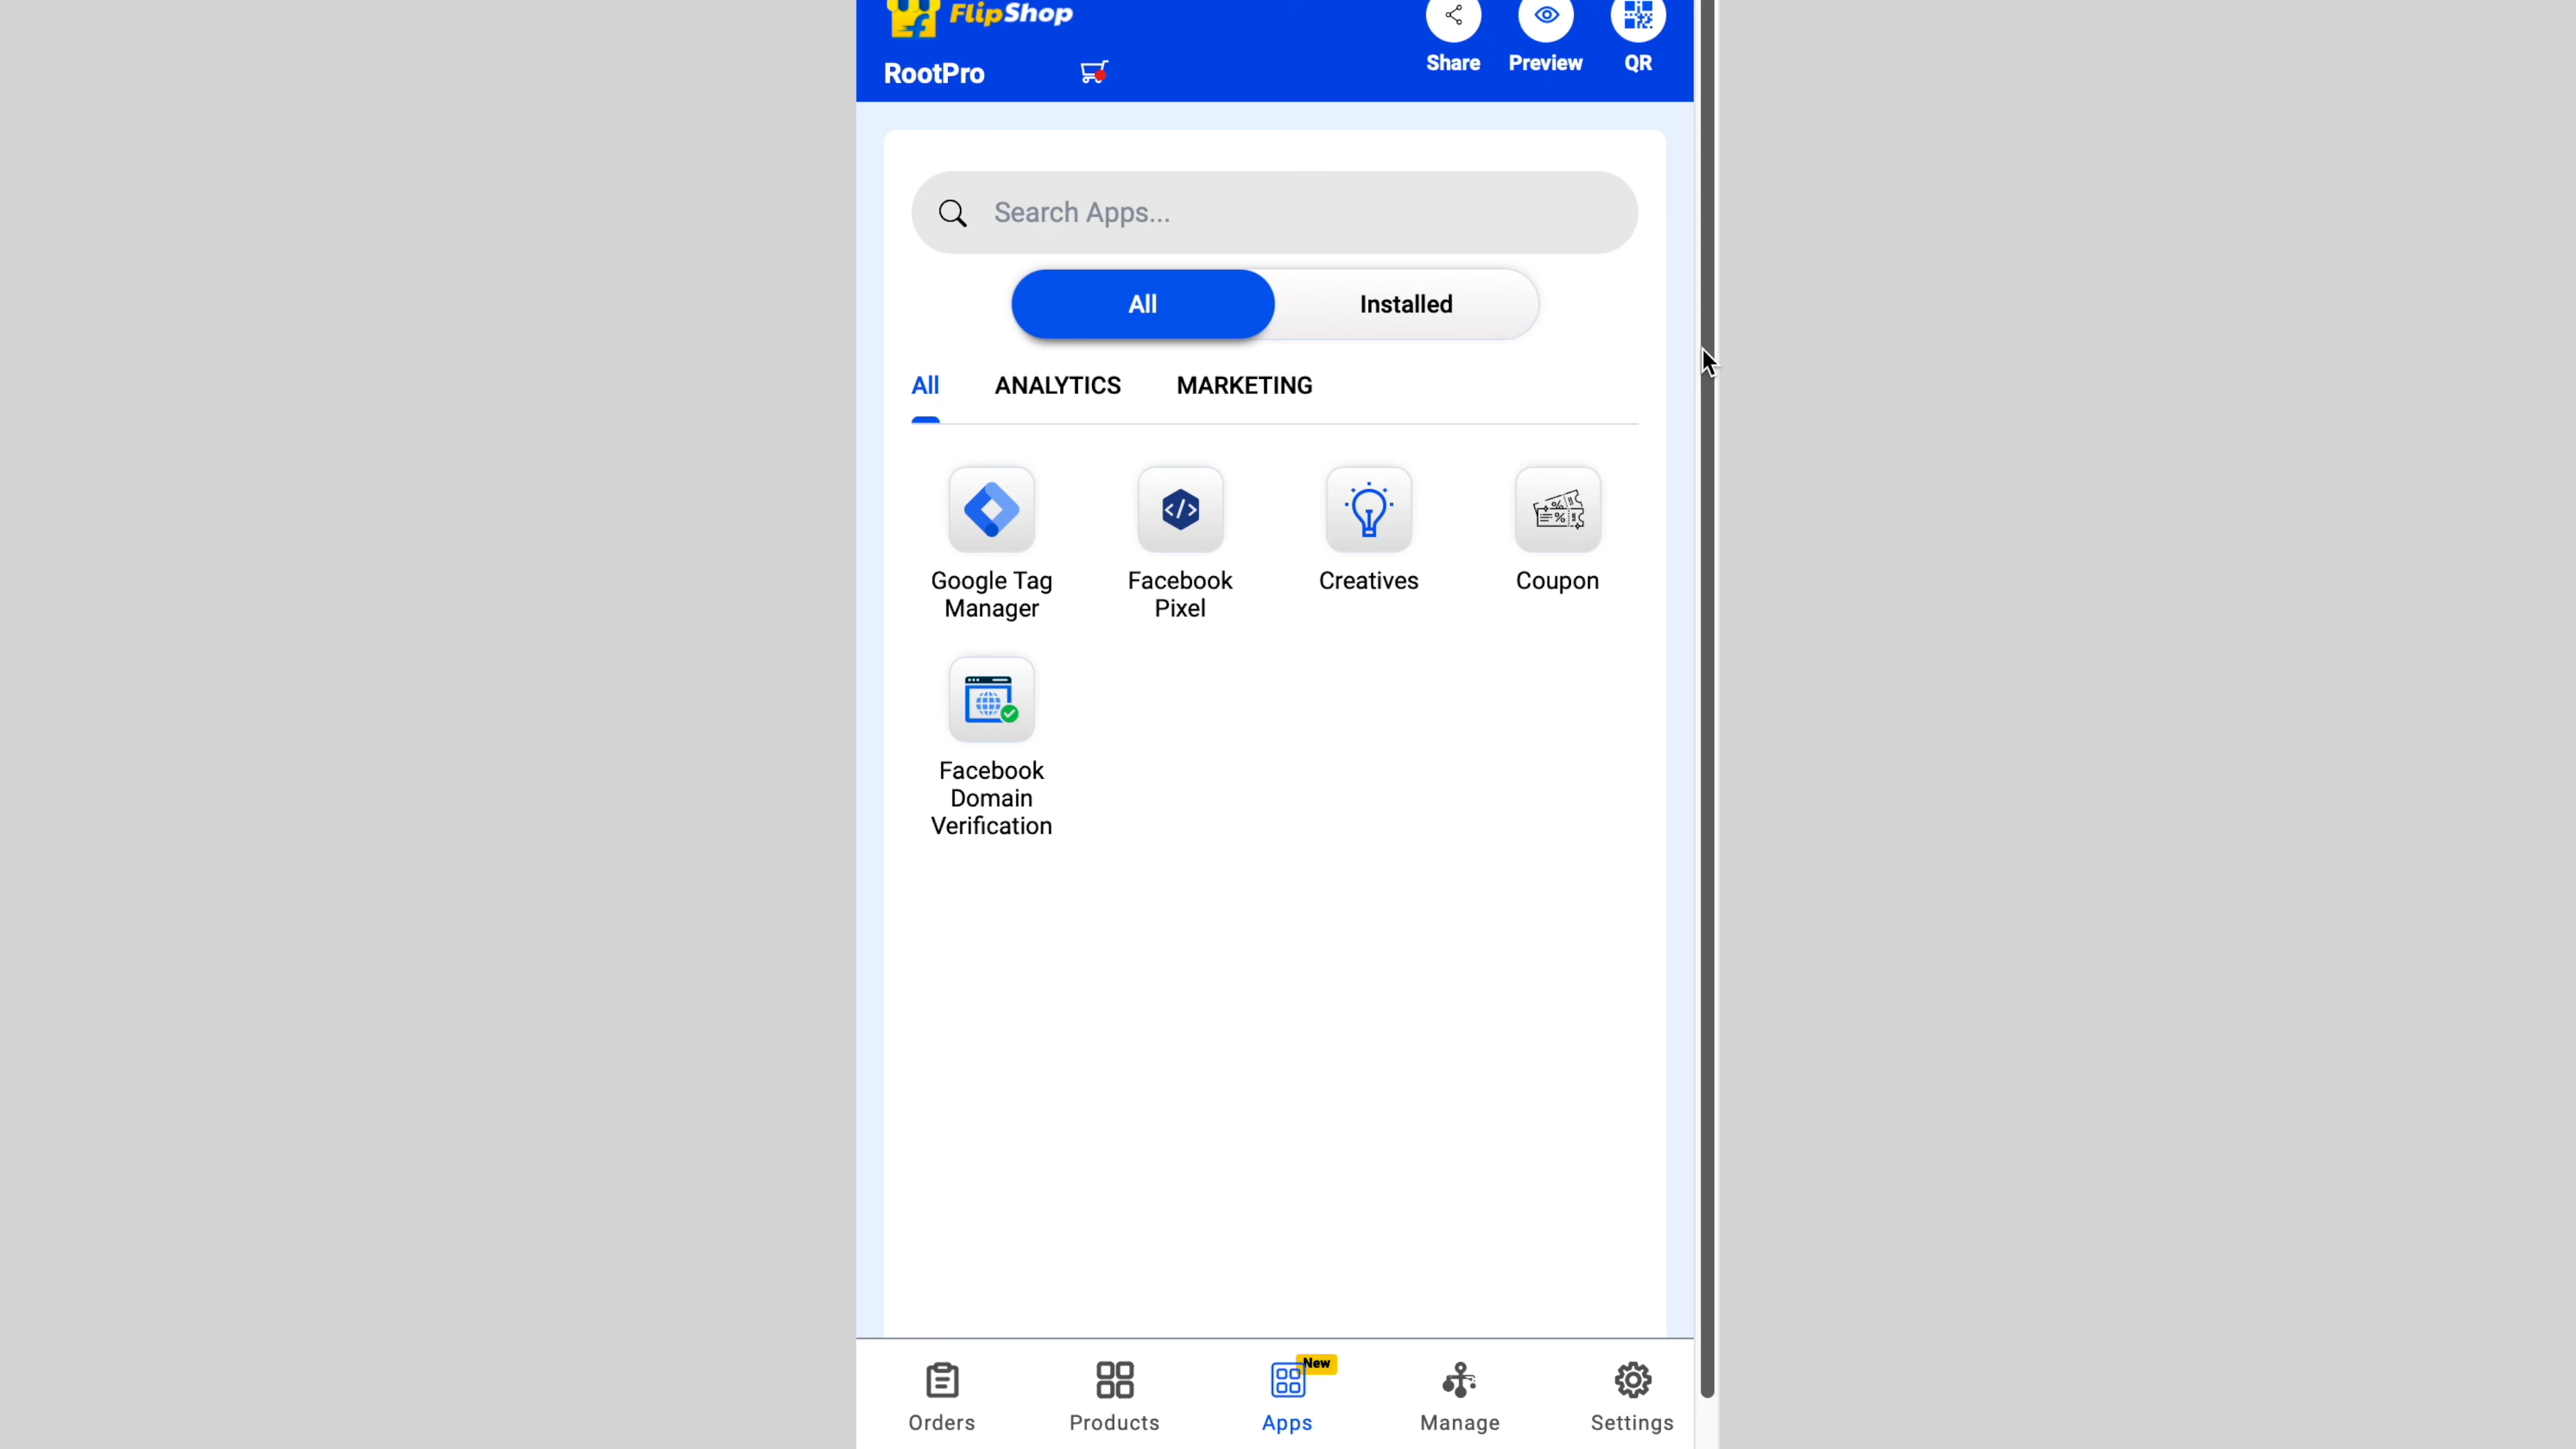 FlipShop
RootPro
Share
Preview
QR
Search Apps...
All
Installed
All
ANALYTICS
MARKETING
Google Tag
Manager
Facebook
Pixel
Creatives
Coupon
Facebook
Domain
Verification
New
Orders
Products
Apps
Manage
Settings